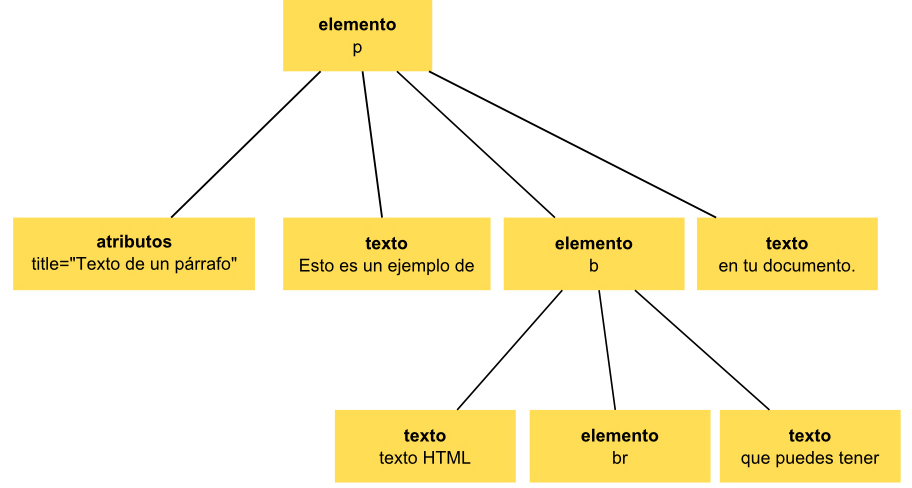 elemento
p
atributos
title="Texto de un párrafo"
texto
Esto es un ejemplo de
elemento
b
texto
en tu documento.
texto
texto HTML
elemento
br
texto
que puedes tener